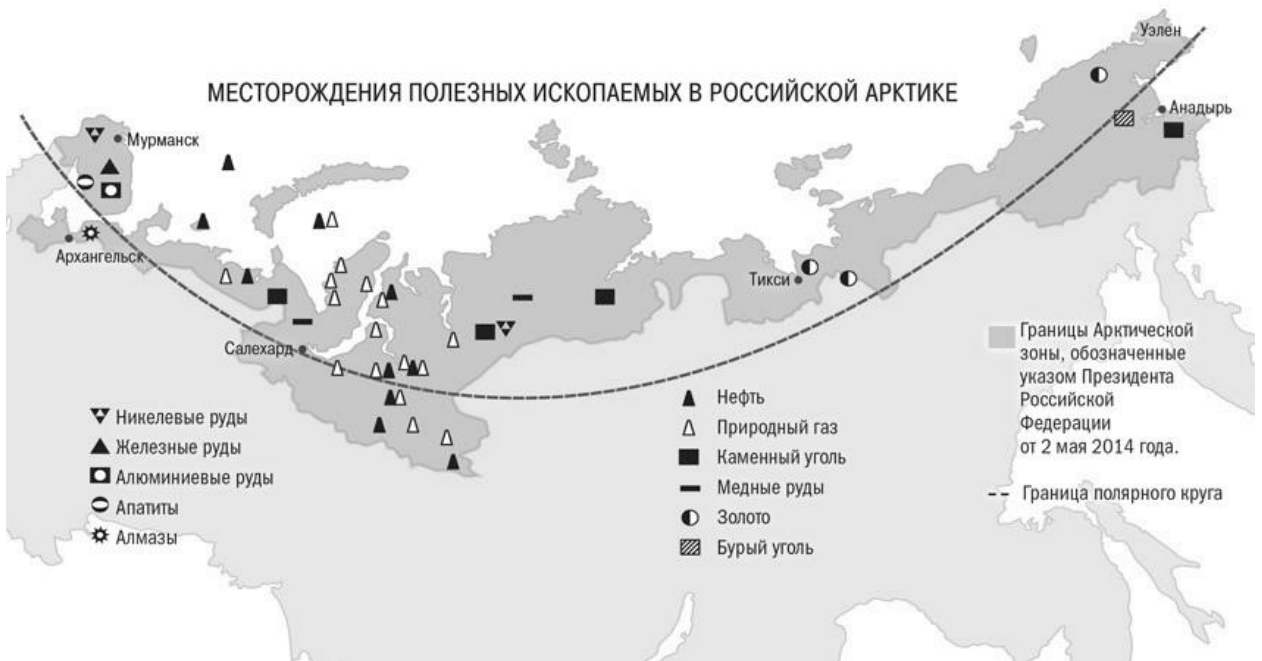 МЕСТОРОЖДЕНИЯ ПОЛЕЗНЫХ ИСКОПАЕМЫХ В РОССИЙСКОЙ АРКТИКЕ
Уэлен
Анадырь
Мурманск
Архангельск
Тикси
Салехард
Никелевые руды
Железные руды
Алюминиевые руды
Апатиты
Алмазы
Нефть
Природный газ
Каменный уголь
Медные руды
Золото
Бурый уголь
Границы Арктической
зоны, обозначенные
указом Президента
Российской
Федерации
от 2 мая 2014 года.
Граница полярного круга